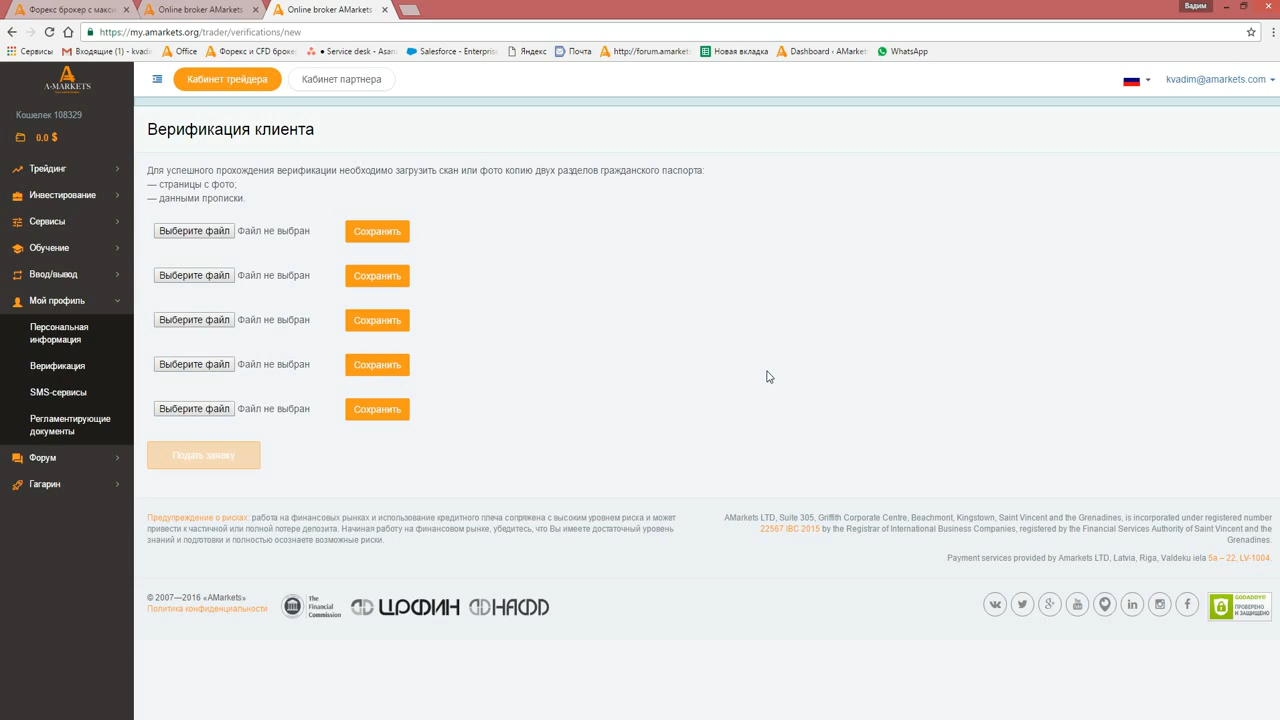 Форекс брокер с макси
Online broker AMarkets
Online broker AMarkets
Вадим
https://my.amarkets.org/trader/verifications/new
Сервисы
Входящие (1) - kvadi
Office
Форекс и CFD брокер
● Service desk - Asan
Salesforce - Enterpris
Яндекс
Почта
http://forum.amarkets
Новая вкладка
Dashboard ‹ AMarket
WhatsApp
A-MARKETS
Кабинет трейдера
Кабинет партнера
kvadim@amarkets.com
Кошелек 108329
0.0 $
Трейдинг
Инвестирование
Сервисы
Обучение
Ввод/вывод
Мой профиль
Персональная
информация
Верификация
SMS-сервисы
Регламентирующие
документы
Форум
Гагарин
Верификация клиента
Для успешного прохождения верификации необходимо загрузить скан или фото копию двух разделов гражданского паспорта:
— страницы с фото;
— данными прописки.
Выберите файл Файл не выбран Сохранить
Выберите файл Файл не выбран Сохранить
Выберите файл Файл не выбран Сохранить
Выберите файл Файл не выбран Сохранить
Выберите файл Файл не выбран Сохранить
Подать заявку
Предупреждение о рисках: работа на финансовых рынках и использование кредитного плеча сопряжена с высоким уровнем риска и может
привести к частичной или полной потере депозита. Начиная работу на финансовом рынке, убедитесь, что Вы имеете достаточный уровень
знаний и подготовки и полностью осознаете возможные риски.
AMarkets LTD, Suite 305, Griffith Corporate Centre, Beachmont, Kingstown, Saint Vincent and the Grenadines, is incorporated under registered number
22567 IBC 2015 by the Registrar of International Business Companies, registered by the Financial Services Authority of Saint Vincent and the
Grenadines.
Payment services provided by Amarkets LTD, Latvia, Riga, Valdeku iela 5a – 22, LV-1004.
© 2007—2016 «AMarkets»
Политика конфиденциальности
The
Financial
Commission
ЦРФИН
НАФД
GODADDY®
ПРОВЕРЕНО
И ЗАЩИЩЕНО